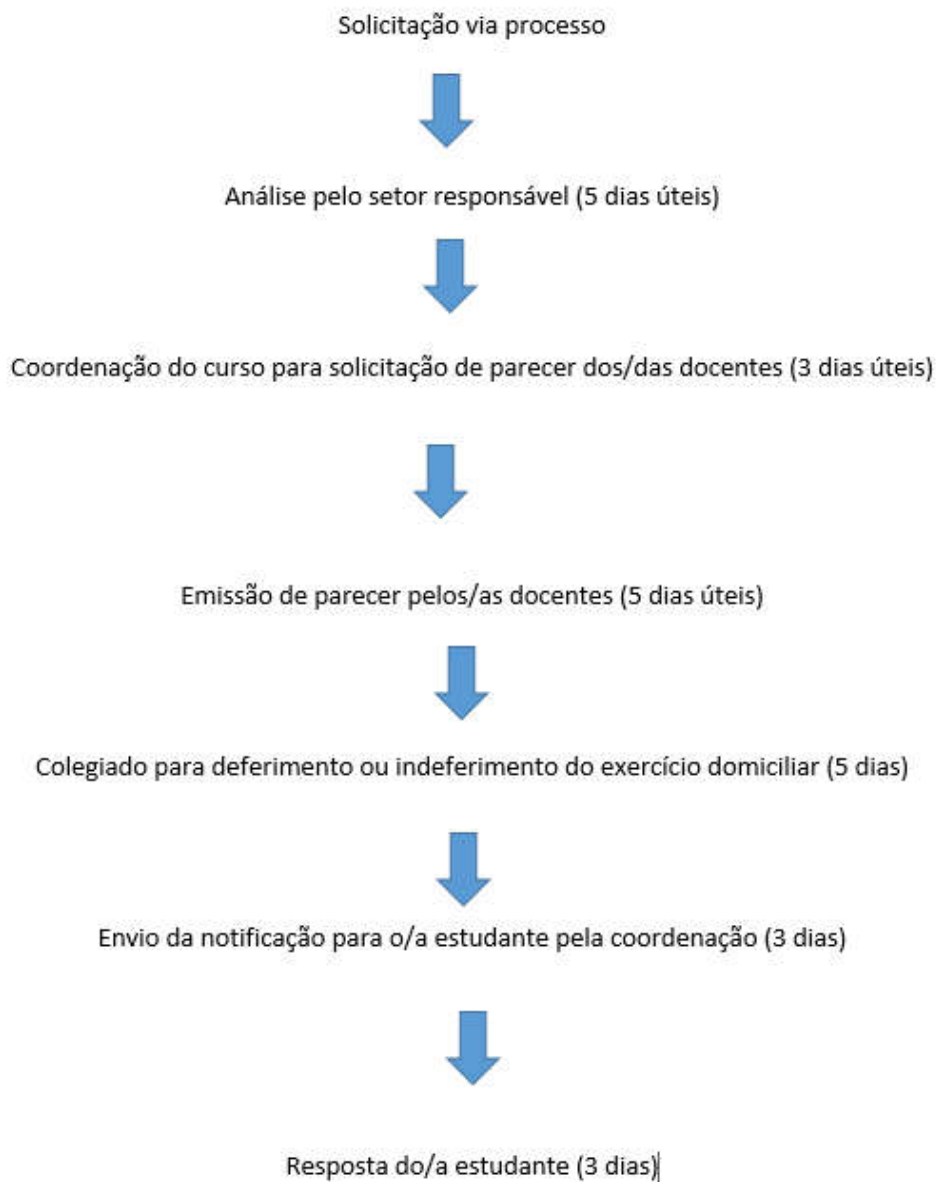 Solicitação via processo
Análise pelo setor responsável (5 dias úteis)
Coordenação do curso para solicitação de parecer dos/das docentes (3 dias úteis)
Emissão de parecer pelos/as docentes (5 dias úteis)
Colegiado para deferimento ou indeferimento do exercício domiciliar (5 dias)
Envio da notificação para o/a estudante pela coordenação (3 dias)
Resposta do/a estudante (3 dias)